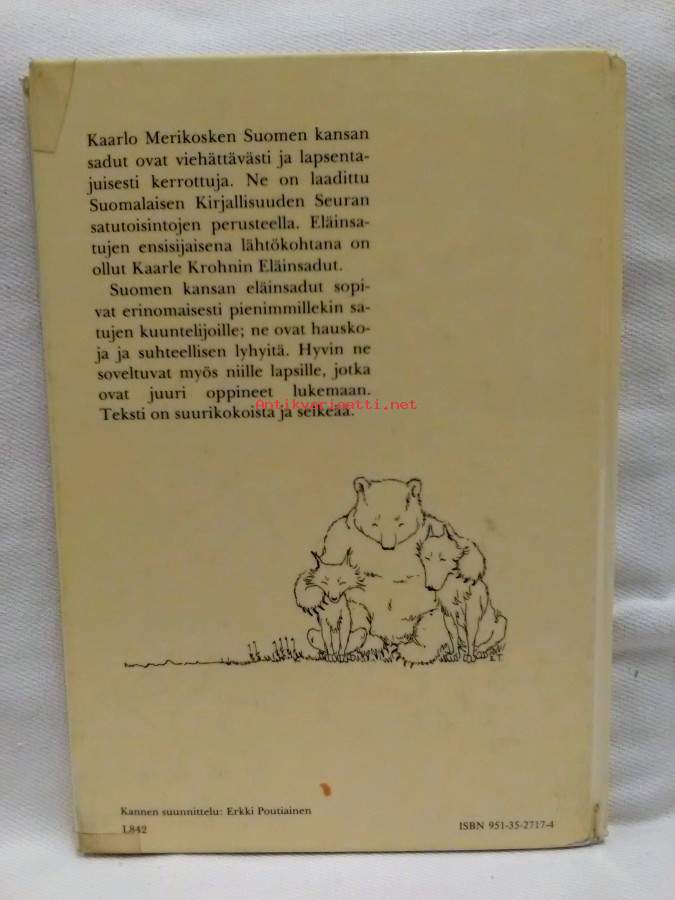 Kaarlo Merikosken Suomen kansan
sadut ovat viehättävästi ja lapsenta-
juisesti kerrottuja. Ne on laadittu
Suomalaisen Kirjallisuuden Seuran
satutoisintojen perusteella. Eläinsa-
tujen ensisijaisena lähtökohtana on
ollut Kaarle Krohnin Eläinsadut.
Suomen kansan eläinsadut sopi-
vat erinomaisesti pienimmillekin sa-
tujen kuuntelijoille; ne ovat hausko-
ja ja suhteellisen lyhyitä. Hyvin ne
soveltuvat myös niille lapsille, jotka
ovat juuri oppineet lukemaan.
Antikvariaatti.net
Teksti on suurikokoista ja selkeää.
R.T.
Kannen suunnittelu: Erkki Poutiainen
L842
ISBN 951-35-2717-4